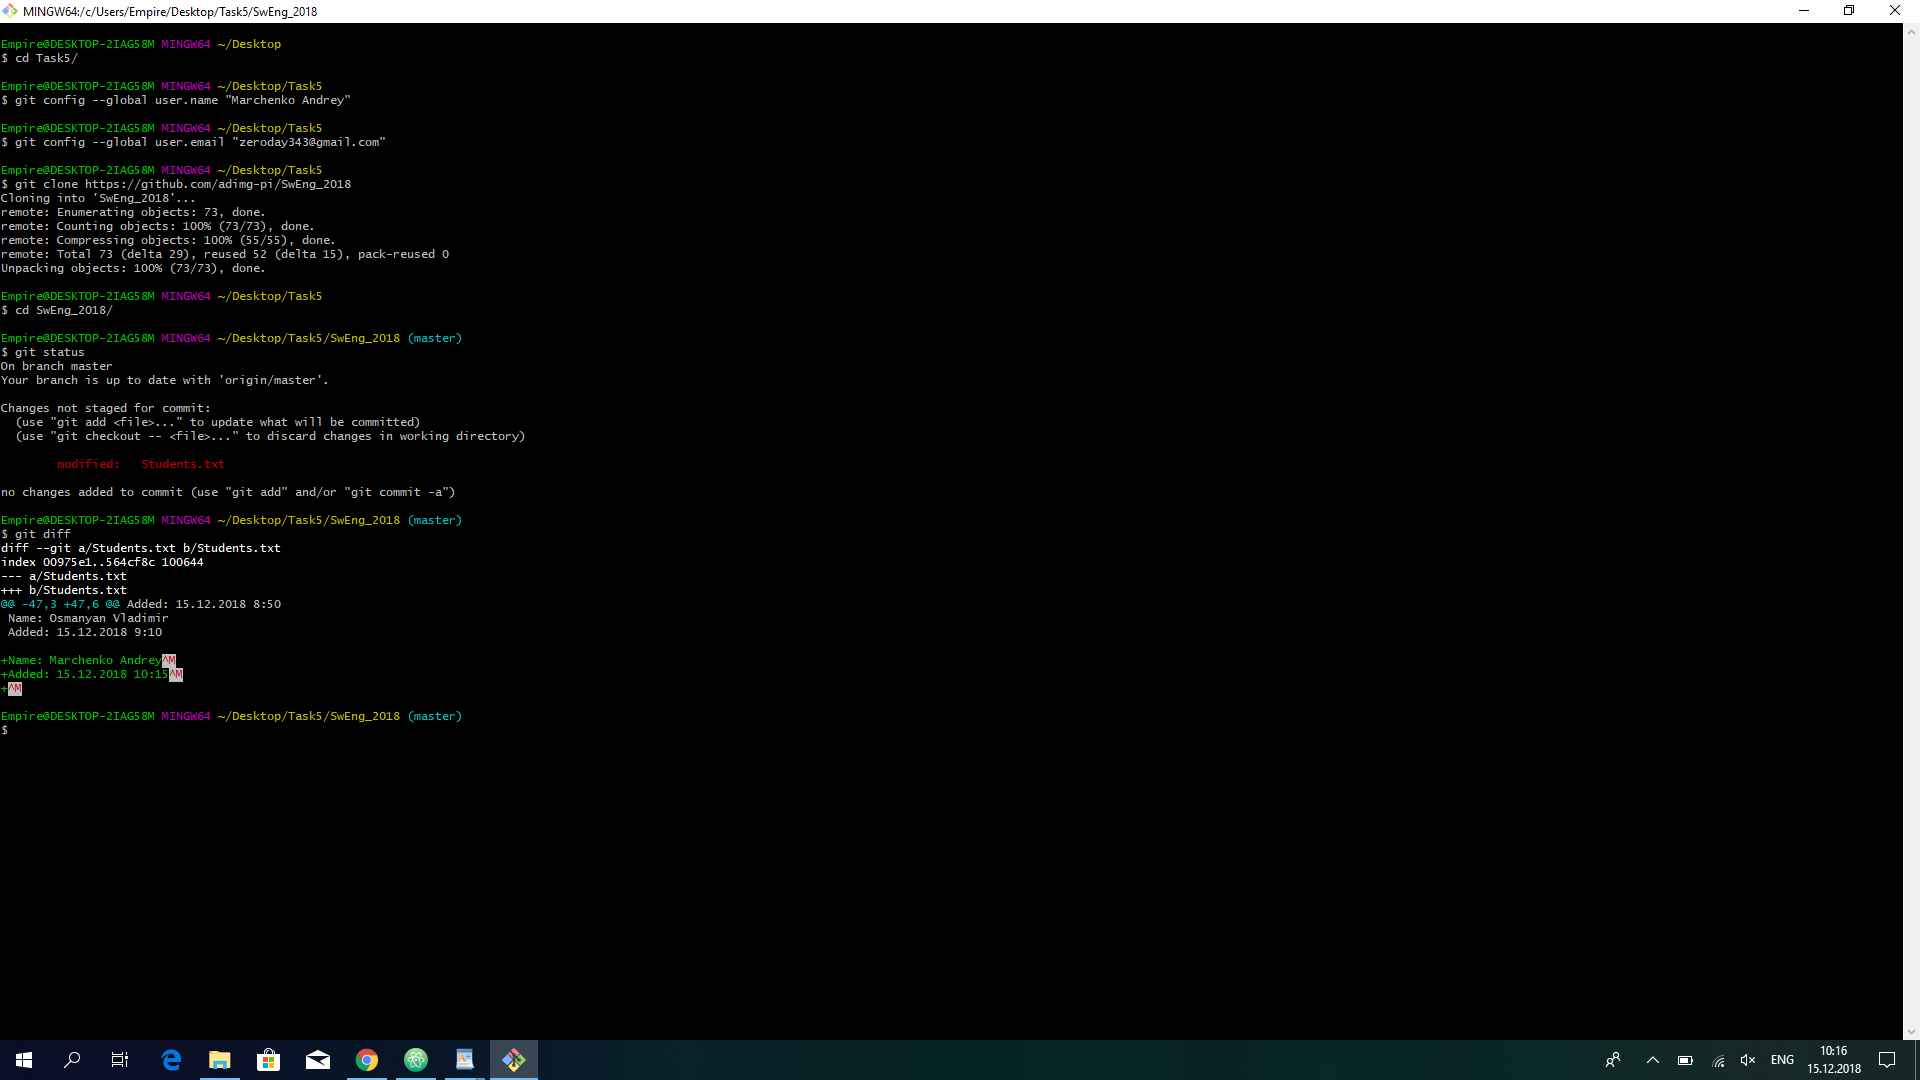 MINGW64:/c/Users/Empire/Desktop/Task5/SwEng_2018
Empire@DESKTOP-2IAG58M MINGW64 ~/Desktop
$ cd Task5/
Empire@DESKTOP-2IAG58M MINGW64 ~/Desktop/Task5
$ git config --global user.name "Marchenko Andrey"
Empire@DESKTOP-2IAG58M MINGW64 ~/Desktop/Task5
$ git config --global user.email "zeroday343@gmail.com"
Empire@DESKTOP-2IAG58M MINGW64 ~/Desktop/Task5
$ git clone https://github.com/adimg-pi/SwEng_2018
Cloning into 'SwEng_2018'...
remote: Enumerating objects: 73, done.
remote: Counting objects: 100% (73/73), done.
remote: Compressing objects: 100% (55/55), done.
remote: Total 73 (delta 29), reused 52 (delta 15), pack-reused 0
Unpacking objects: 100% (73/73), done.
Empire@DESKTOP-2IAG58M MINGW64 ~/Desktop/Task5
$ cd SwEng_2018/
Empire@DESKTOP-2IAG58M MINGW64 ~/Desktop/Task5/SwEng_2018 (master)
$ git status
On branch master
Your branch is up to date with 'origin/master'.
Changes not staged for commit:
(use "git add <file>..." to update what will be committed)
(use "git checkout -- <file>..." to discard changes in working directory)
modified:   Students.txt
no changes added to commit (use "git add" and/or "git commit -a")
Empire@DESKTOP-2IAG58M MINGW64 ~/Desktop/Task5/SwEng_2018 (master)
$ git diff
diff --git a/Students.txt b/Students.txt
index 00975e1..564cf8c 100644
--- a/Students.txt
+++ b/Students.txt
@@ -47,3 +47,6 @@ Added: 15.12.2018 8:50
Name: Osmanyan Vladimir
Added: 15.12.2018 9:10
+Name: Marchenko Andrey^M
+Added: 15.12.2018 10:15^M
+^M
Empire@DESKTOP-2IAG58M MINGW64 ~/Desktop/Task5/SwEng_2018 (master)
$
ENG
10:16
15.12.2018